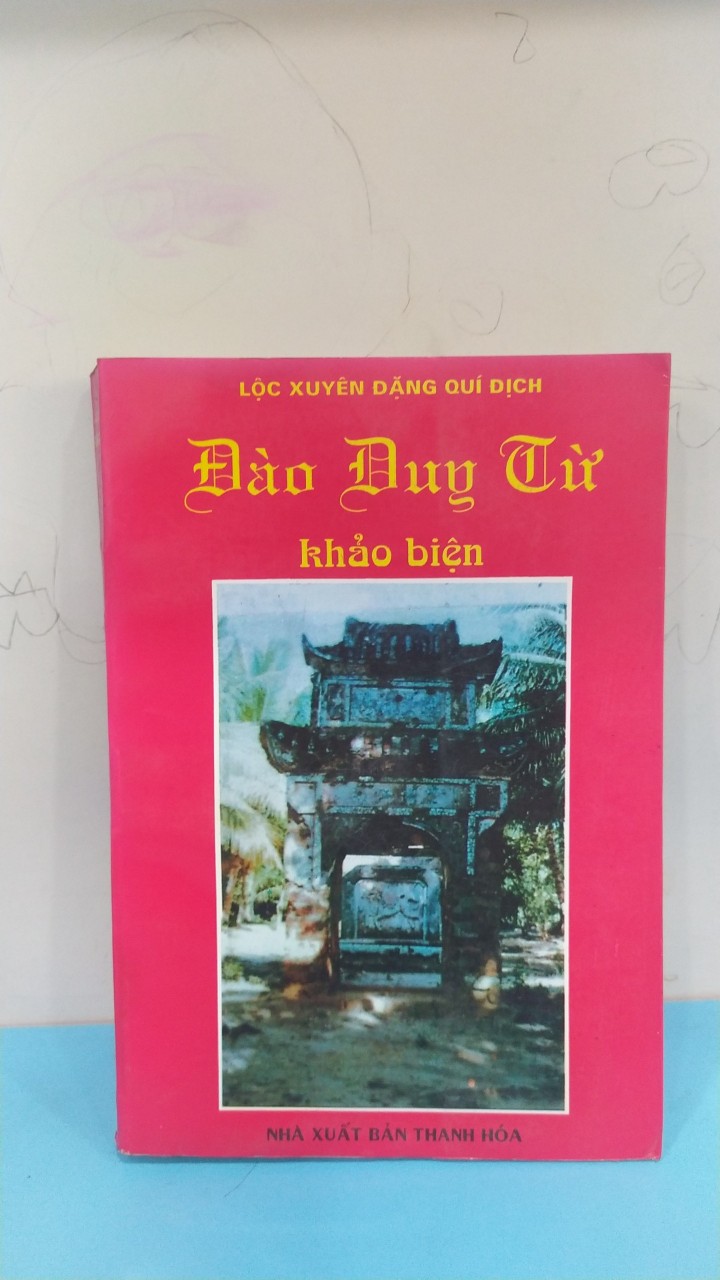 LỘC XUYÊN ĐẶNG QUÍ ĐỊCH
Đào Duy Từ
khảo biện
NHÀ XUẤT BẢN THANH HÓA